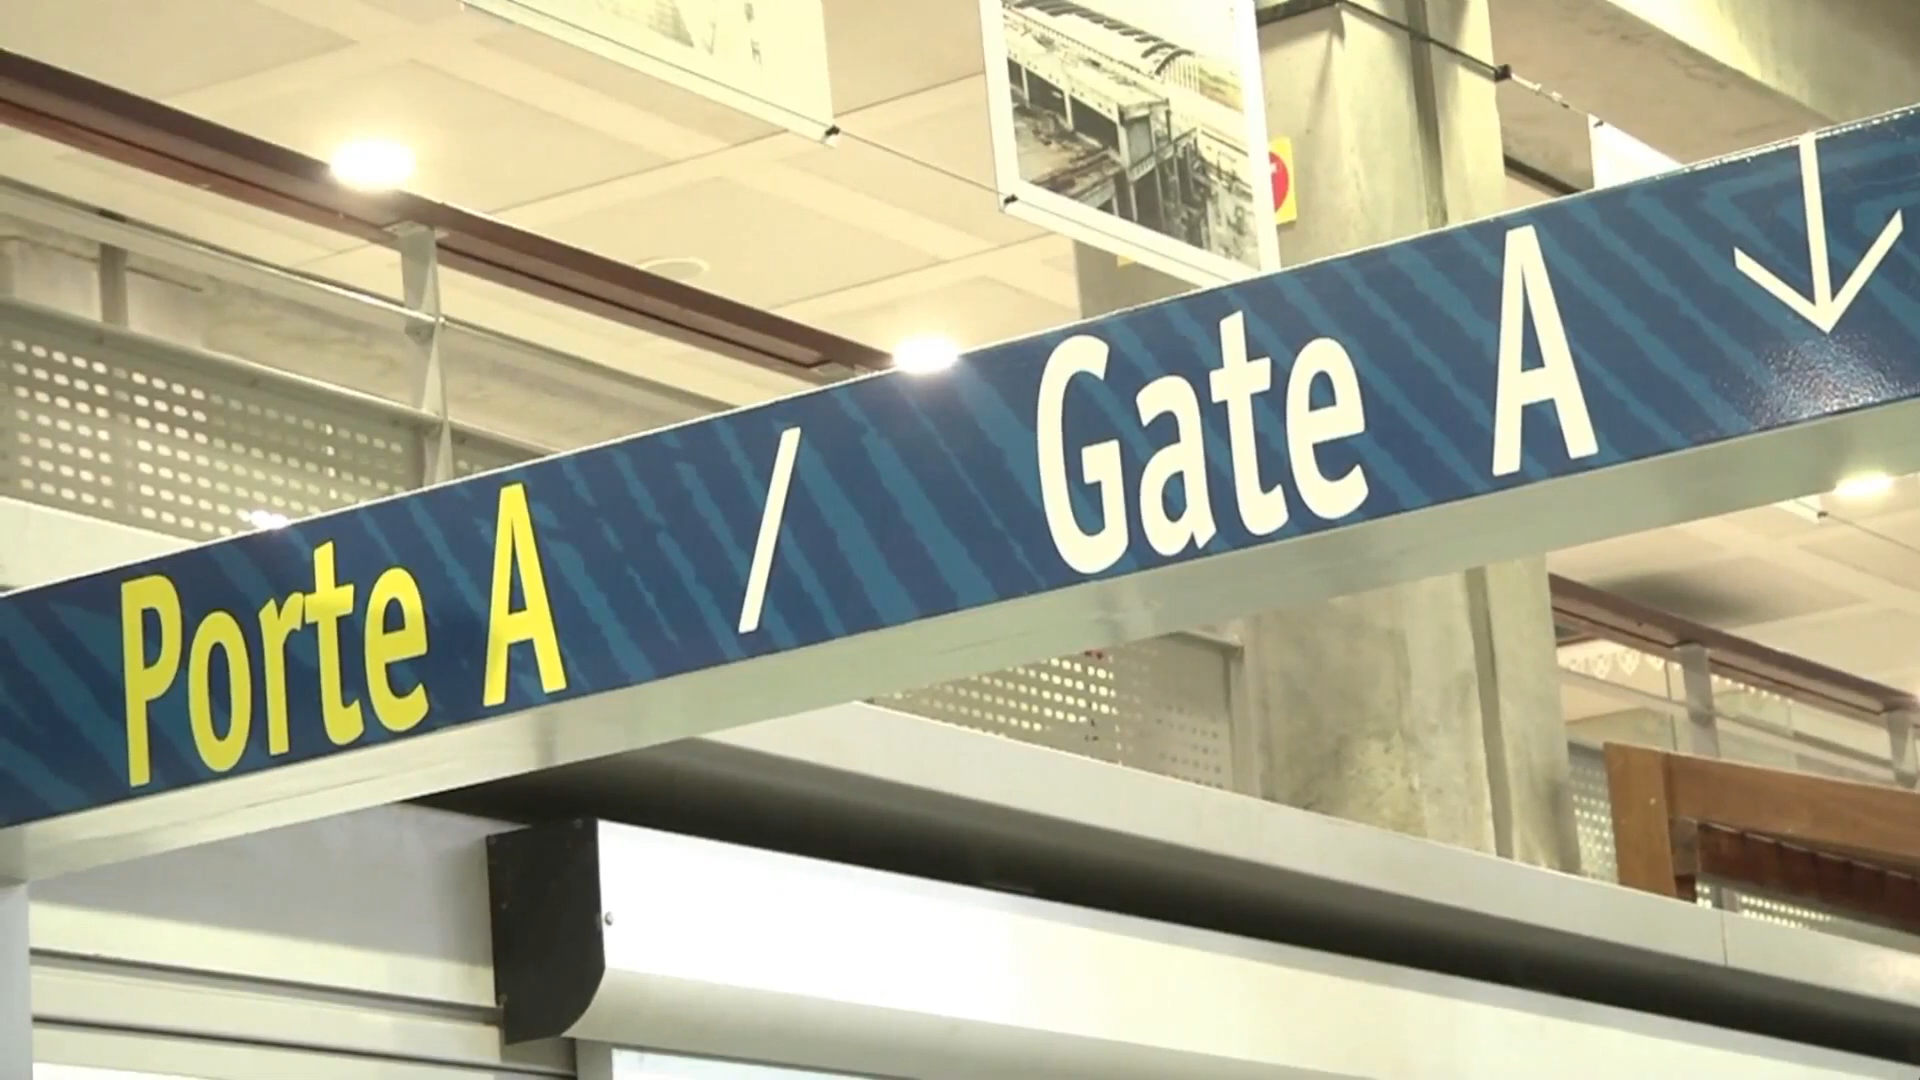 Porte A / Gate A ↓